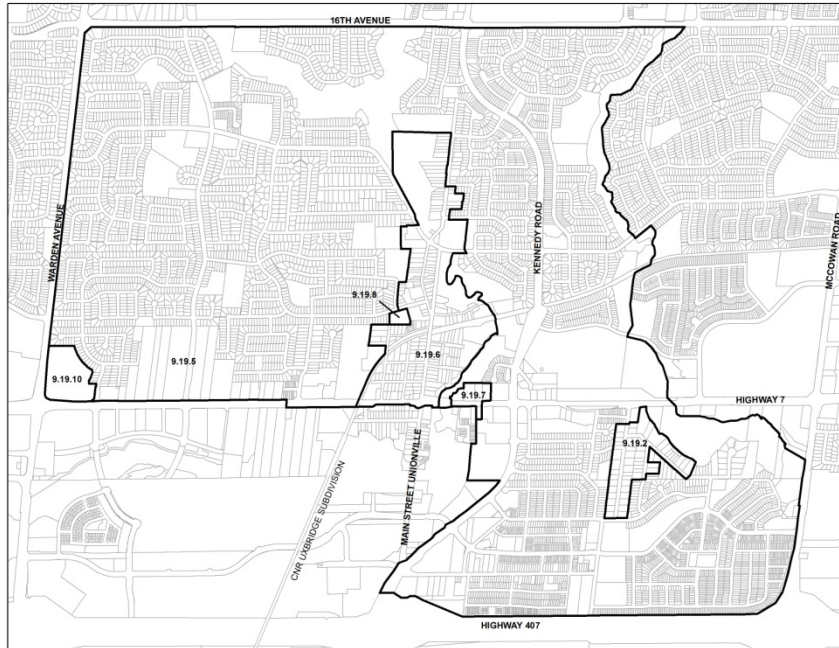 16TH AVENUE
WARDEN AVENUE
KENNEDY ROAD
MCCOWAN ROAD
9.19.8
9.19.10
9.19.5
9.19.6
9.19.7
HIGHWAY 7
9.19.2
CNR UXBRIDGE SUBDIVISION
MAIN STREET UNIONVILLE
HIGHWAY 407